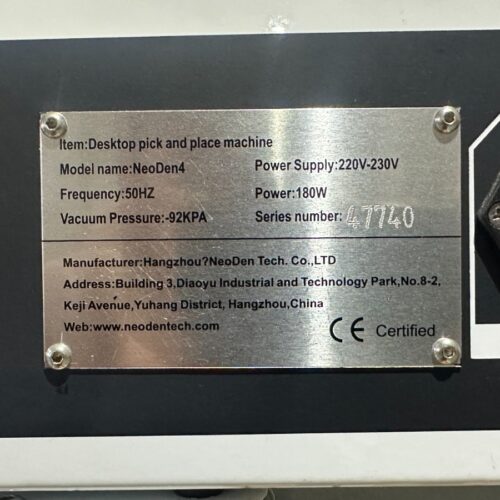 Item:Desktop pick and place machine
Model name:NeoDen4 Power Supply:220V-230V
Frequency:50HZ Power:180W
Vacuum Pressure:-92KPA Series number: 47740
Manufacturer:Hangzhou?NeoDen Tech. Co.,LTD
Address:Building 3,Diaoyu Industrial and Technology Park,No.8-2,
Keji Avenue,Yuhang District, Hangzhou,China
Web:www.neodentech.com
CE Certified